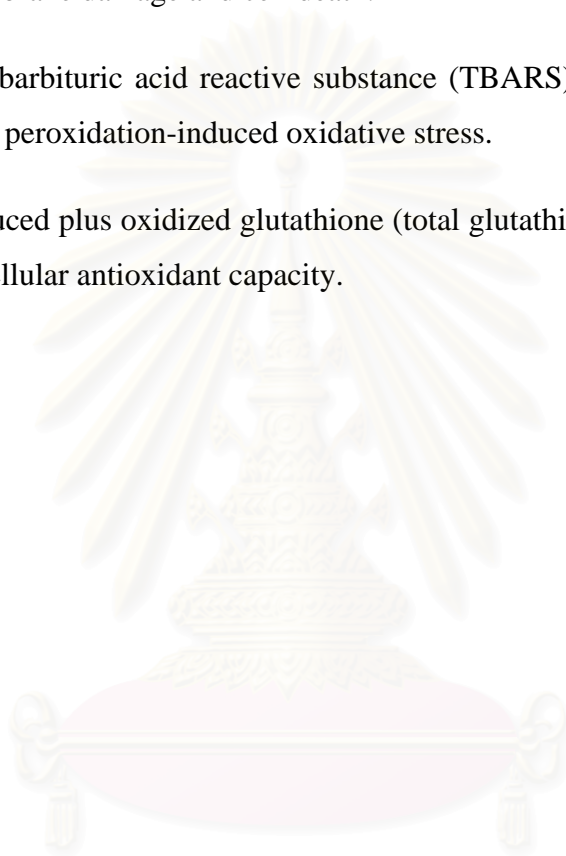 barbituric acid reactive substance (TBARS)
peroxidation-induced oxidative stress.
uced plus oxidized glutathione (total glutathi
llular antioxidant capacity.